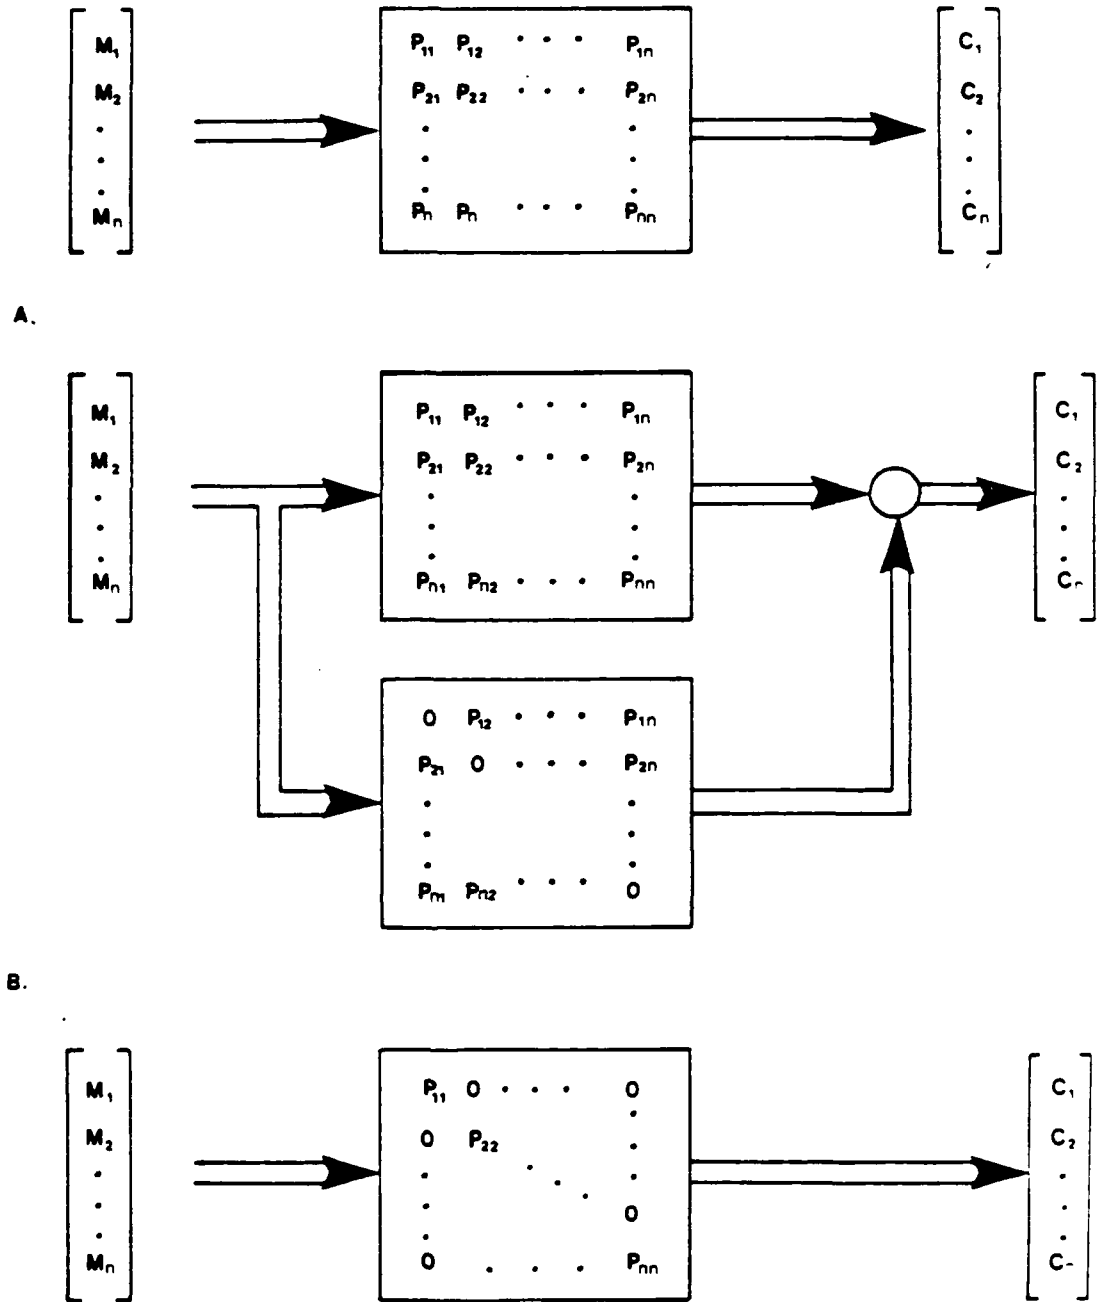 M₁ P₁₁ P₁₂ · · · P₁ₙ C₁
M₂ P₂₁ P₂₂ · · · P₂ₙ C₂
· · · ·
· · · ·
· · · ·
Mₙ Pₙ Pₙ · · · Pₙₙ Cₙ
A.
M₁ P₁₁ P₁₂ · · · P₁ₙ C₁
M₂ P₂₁ P₂₂ · · · P₂ₙ C₂
· · · ·
· · · ·
· · · ·
Mₙ Pₙ₁ Pₙ₂ · · · Pₙₙ Cₙ
0 P₁₂ · · · P₁ₙ
P₂₁ 0 · · · P₂ₙ
· ·
· ·
· ·
Pₙ₁ Pₙ₂ · · · 0
B.
M₁ P₁₁ 0 · · · 0 C₁
M₂ 0 P₂₂ · C₂
· · · · ·
· · · · ·
· · · 0 ·
Mₙ 0 · · · Pₙₙ C